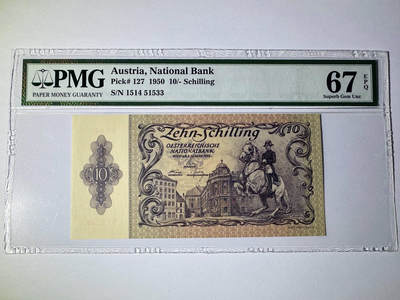 PMG
PAPER MONEY GUARANTY
Austria, National Bank
Pick# 127 1950 10/- Schilling
S/N 1514 51533
67 EPQ
Superb Gem Unc
Zehn Schilling
10
OESTERREICHISCHE
NATIONALBANK
10